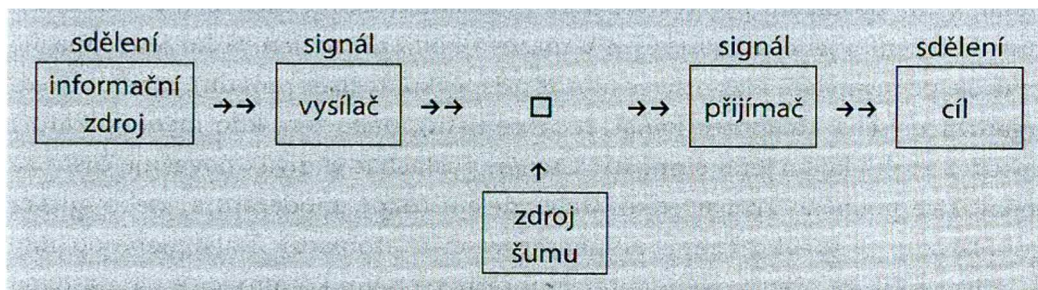 sdělení
informační
zdroj
signál
vysílač
signál
přijímač
sdělení
cíl
zdroj
šumu